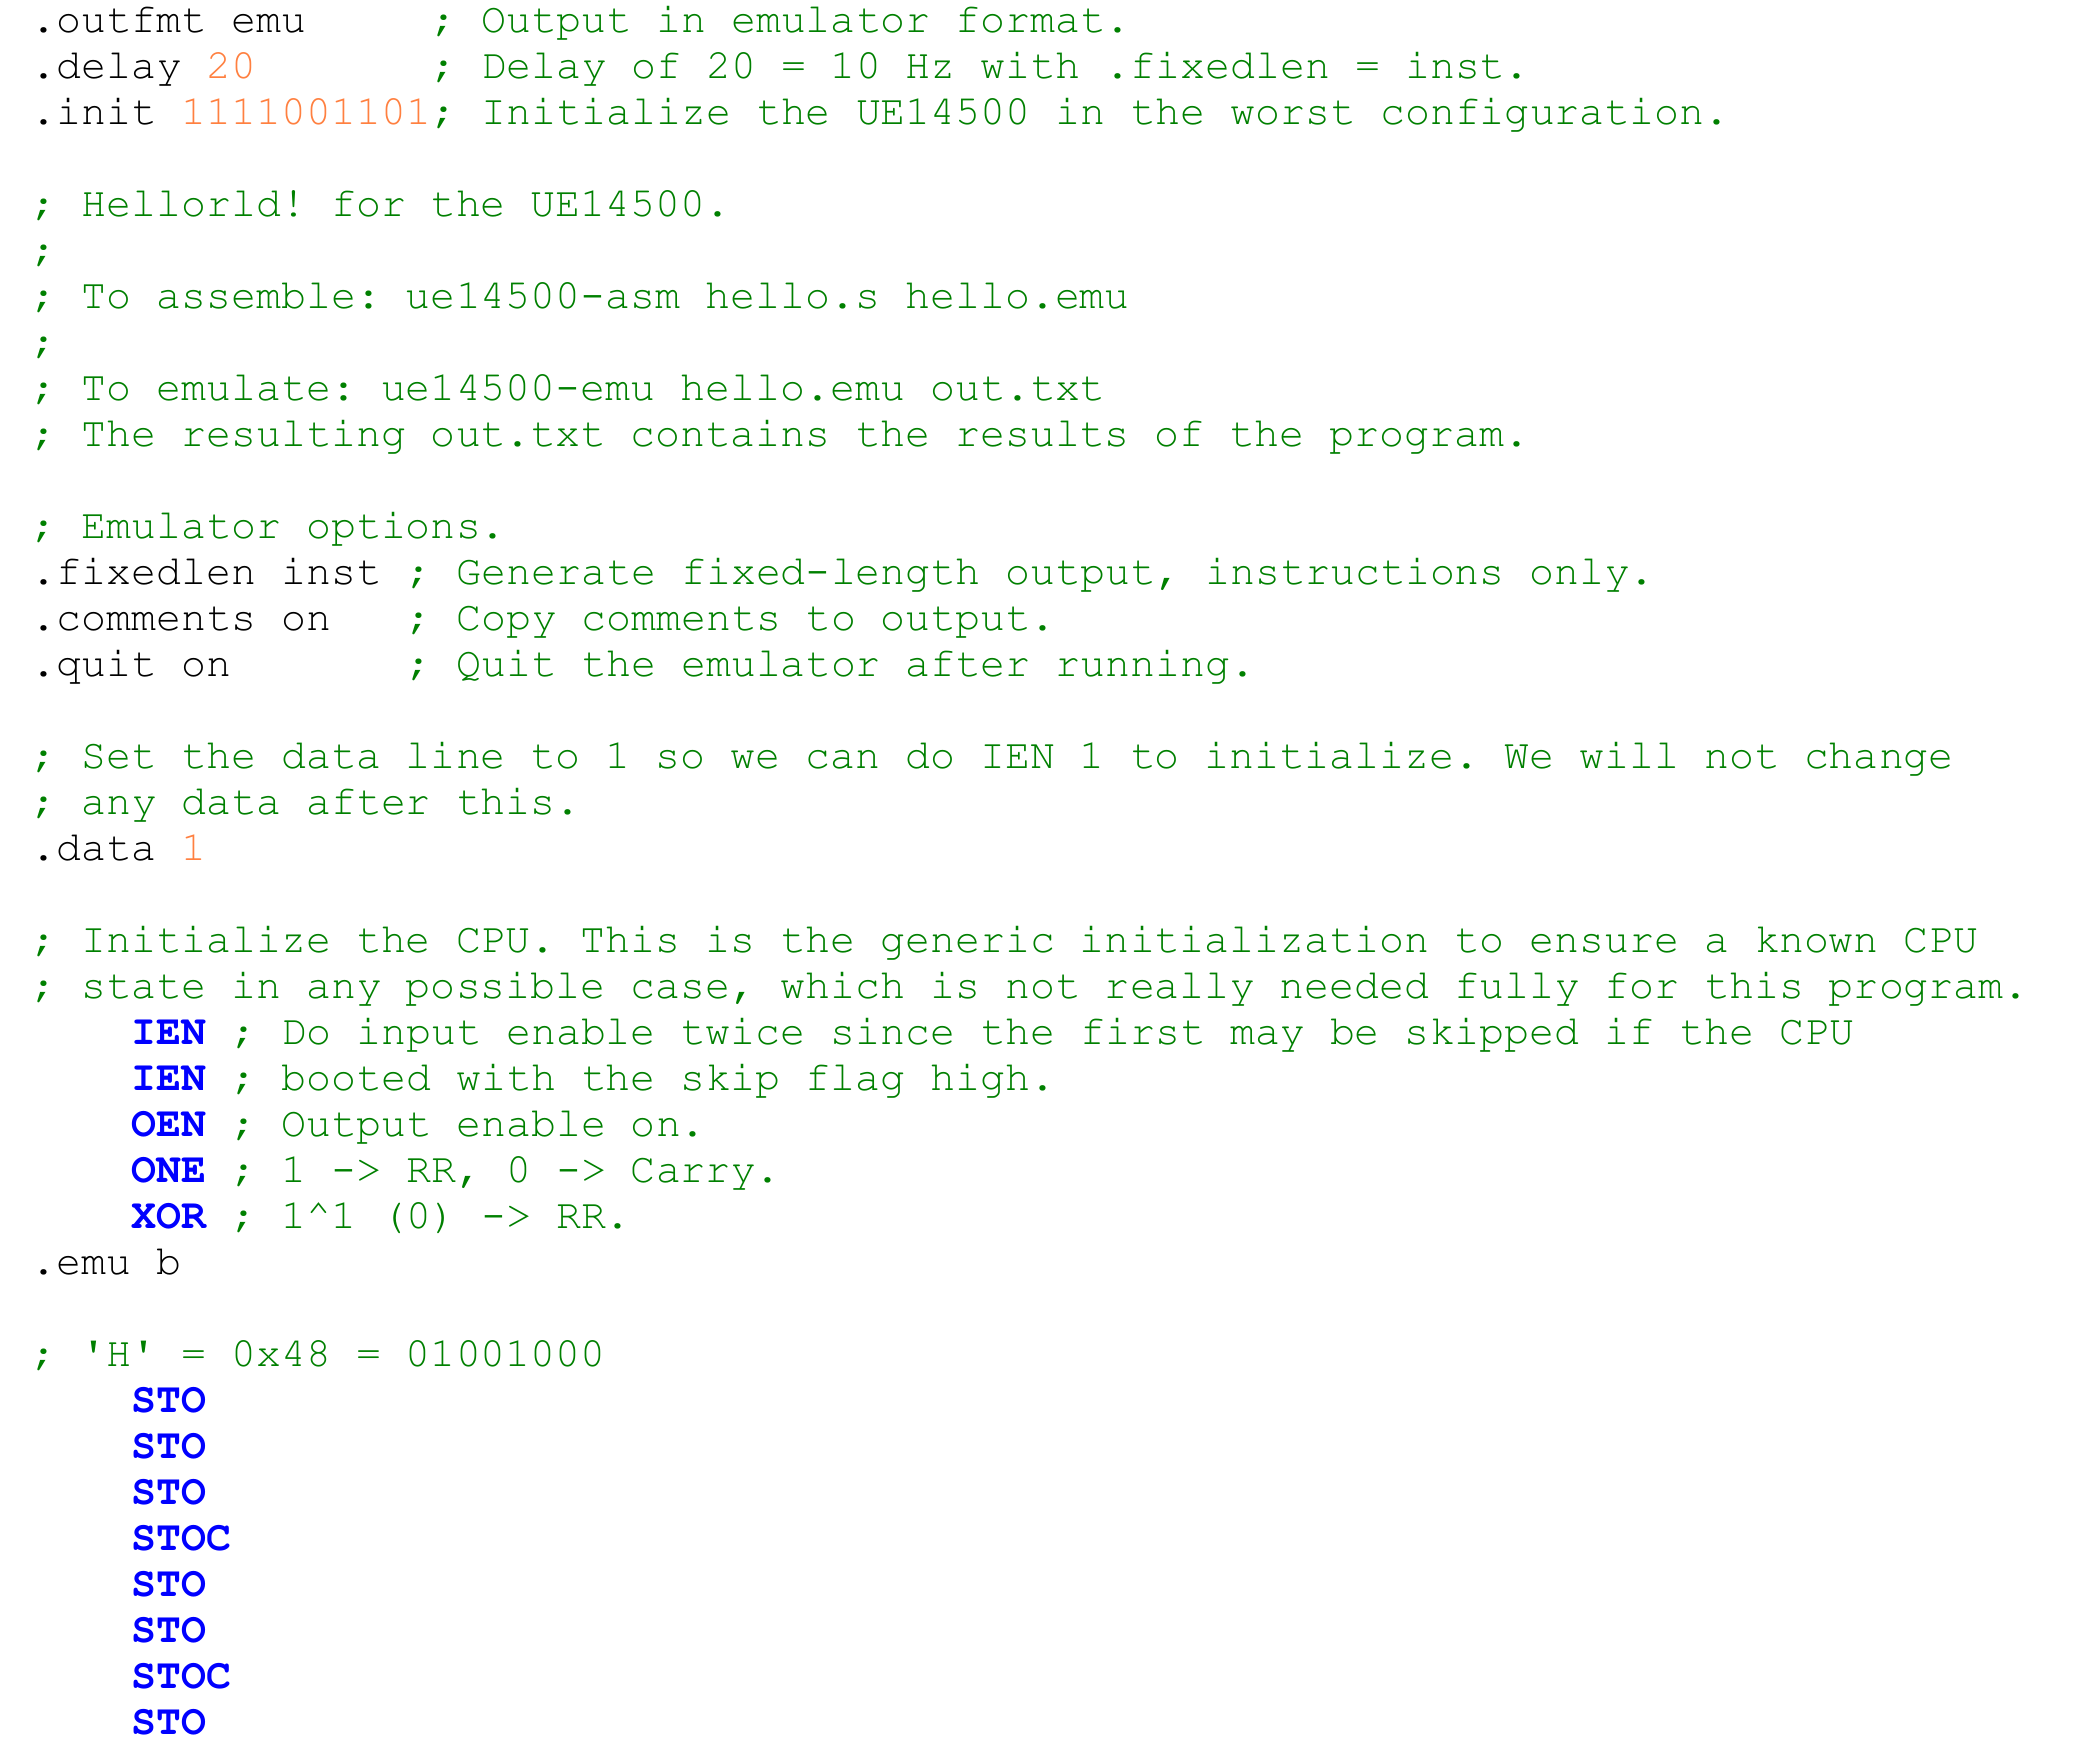 .outfmt emu     ; Output in emulator format.
.delay 20       ; Delay of 20 = 10 Hz with .fixedlen = inst.
.init 1111001101; Initialize the UE14500 in the worst configuration.
; Hellorld! for the UE14500.
;
; To assemble: ue14500-asm hello.s hello.emu
;
; To emulate: ue14500-emu hello.emu out.txt
; The resulting out.txt contains the results of the program.
; Emulator options.
.fixedlen inst ; Generate fixed-length output, instructions only.
.comments on   ; Copy comments to output.
.quit on       ; Quit the emulator after running.
; Set the data line to 1 so we can do IEN 1 to initialize. We will not change
; any data after this.
.data 1
; Initialize the CPU. This is the generic initialization to ensure a known CPU
; state in any possible case, which is not really needed fully for this program.
    IEN ; Do input enable twice since the first may be skipped if the CPU
    IEN ; booted with the skip flag high.
    OEN ; Output enable on.
    ONE ; 1 -> RR, 0 -> Carry.
    XOR ; 1^1 (0) -> RR.
.emu b
; 'H' = 0x48 = 01001000
    STO
    STO
    STO
    STOC
    STO
    STO
    STOC
    STO